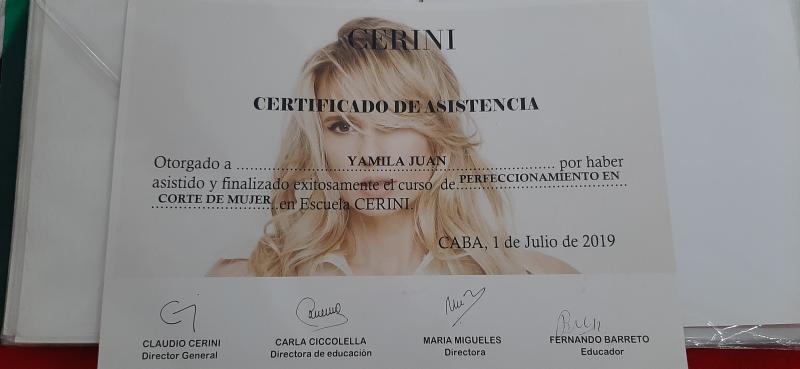 CERINI
CERTIFICADO DE ASISTENCIA
Otorgado a ..................... YAMILA JUAN ........................... por haber
asistido y finalizado exitosamente el curso de. PERFECCIONAMIENTO EN
CORTE DE MUJER ..en Escuela CERINI.
CABA, 1 de Julio de 2019
CLAUDIO CERINI
Director General
CARLA CICCOLELLA
Directora de educación
MARIA MIGUELES
Directora
FERNANDO BARRETO
Educador